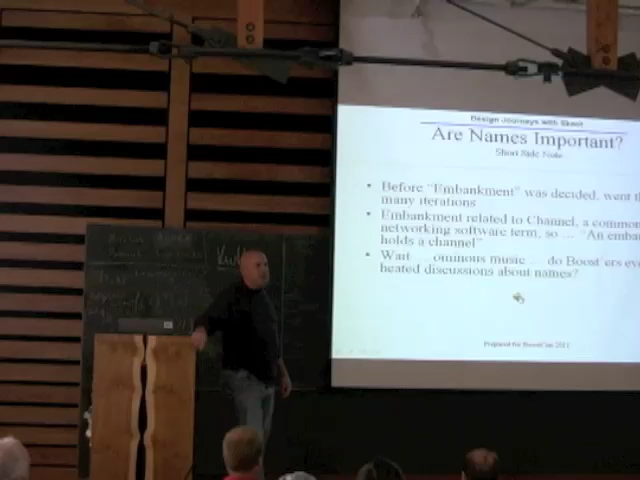 Design Journeys with Skeet
Are Names Important?
Short Side Note
• Before "Embankment" was decided, went th
many iterations
• Embankment related to Channel, a common
networking software term, so ... "An emba
holds a channel"
• Wait ... ominous music ... do Boost'ers eve
heated discussions about names?
Prepared for BoostCon 2011